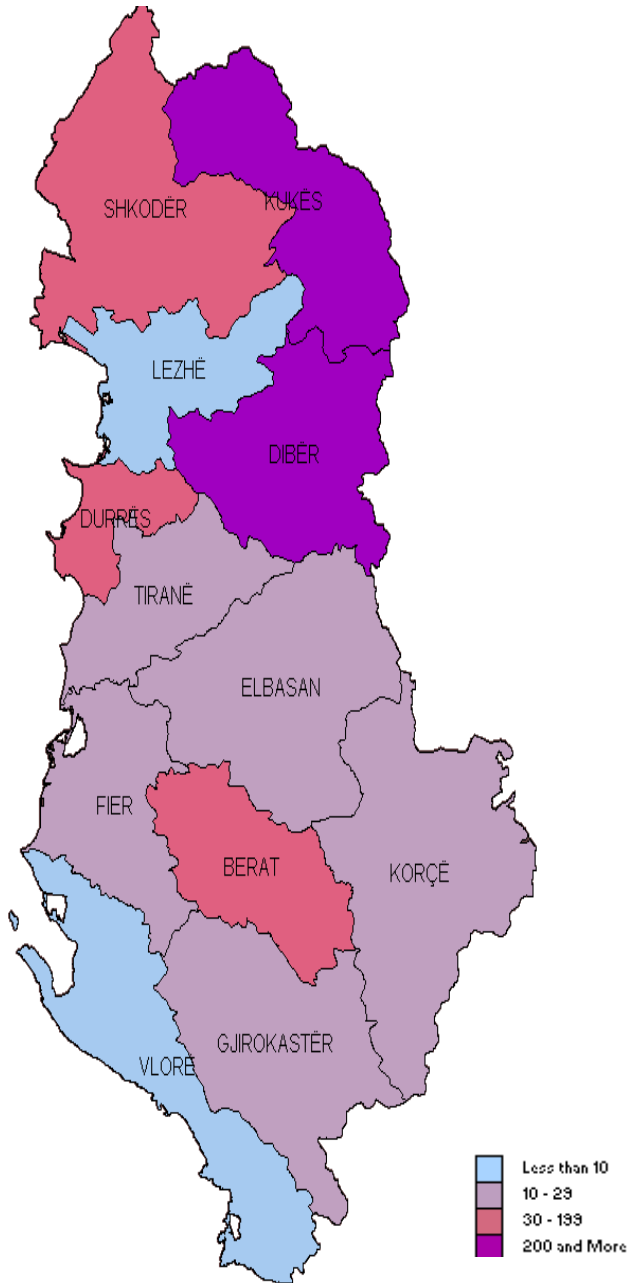 SHKODËR
KUKËS
LEZHË
DIBËR
DURRËS
TIRANË
ELBASAN
FIER
BERAT
KORÇË
GJIROKASTËR
VLORË
Less than 10
10 - 29
30 - 199
200 and More